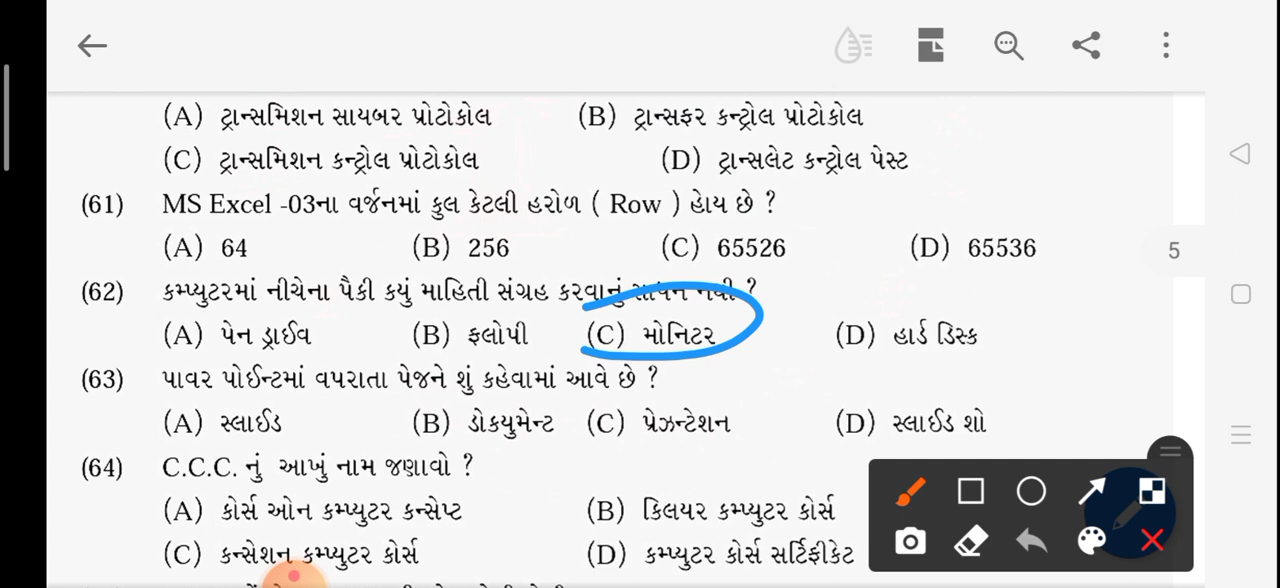 (A) ટ્રાન્સમિશન સાયબર પ્રોટોકોલ (B) ટ્રાન્સફર કન્ટ્રોલ પ્રોટોકોલ
(C) ટ્રાન્સમિશન કન્ટ્રોલ પ્રોટોકોલ (D) ટ્રાન્સલેટ કન્ટ્રોલ પેસ્ટ
(61) MS Excel -03ના વર્જનમાં કુલ કેટલી હરોળ ( Row ) હોય છે ?
(A) 64 (B) 256 (C) 65526 (D) 65536
5
(62) કમ્પ્યુટરમાં નીચેના પૈકી કયું માહિતી સંગ્રહ કરવાનું સાધન નથી ?
(A) પેન ડ્રાઈવ (B) ફલોપી (C) મોનિટર (D) હાર્ડ ડિસ્ક
(63) પાવર પોઈન્ટમાં વપરાતા પેજને શું કહેવામાં આવે છે ?
(A) સ્લાઈડ (B) ડોકયુમેન્ટ (C) પ્રેઝન્ટેશન (D) સ્લાઈડ શો
(64) C.C.C. નું આખું નામ જણાવો ?
(A) કોર્સ ઓન કમ્પ્યુટર કન્સેપ્ટ (B) કિલયર કમ્પ્યુટર કોર્સ
(C) કન્સેશન કમ્પ્યુટર કોર્સ (D) કમ્પ્યુટર કોર્સ સર્ટિફીકેટ